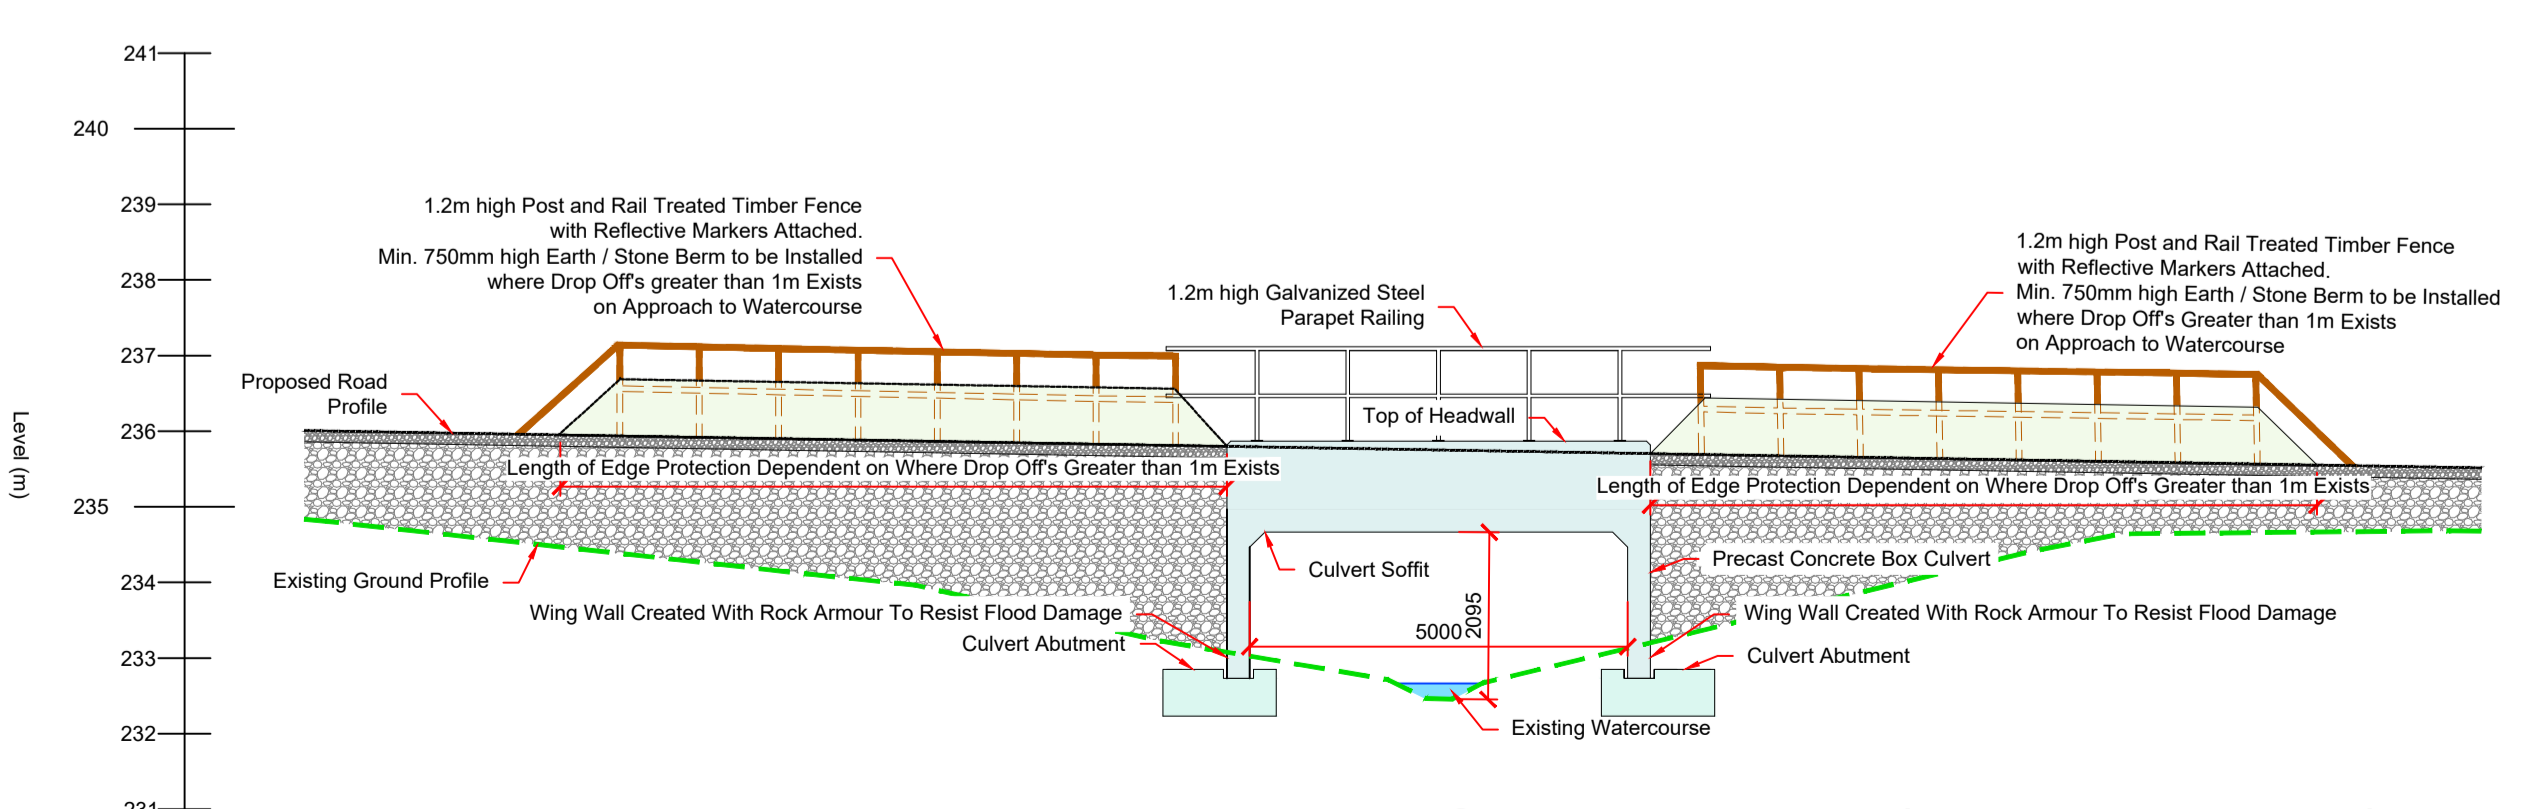 241
240
239
238
237
236
235
234
233
232
231
Level (m)
1.2m high Post and Rail Treated Timber Fence
with Reflective Markers Attached.
Min. 750mm high Earth / Stone Berm to be Installed
where Drop Off's greater than 1m Exists
on Approach to Watercourse
1.2m high Galvanized Steel
Parapet Railing
1.2m high Post and Rail Treated Timber Fence
with Reflective Markers Attached.
Min. 750mm high Earth / Stone Berm to be Installed
where Drop Off's Greater than 1m Exists
on Approach to Watercourse
Proposed Road
Profile
Top of Headwall
Length of Edge Protection Dependent on Where Drop Off's Greater than 1m Exists
Length of Edge Protection Dependent on Where Drop Off's Greater than 1m Exists
Existing Ground Profile
Culvert Soffit
Precast Concrete Box Culvert
Wing Wall Created With Rock Armour To Resist Flood Damage
Culvert Abutment
5000
2095
Wing Wall Created With Rock Armour To Resist Flood Damage
Culvert Abutment
Existing Watercourse